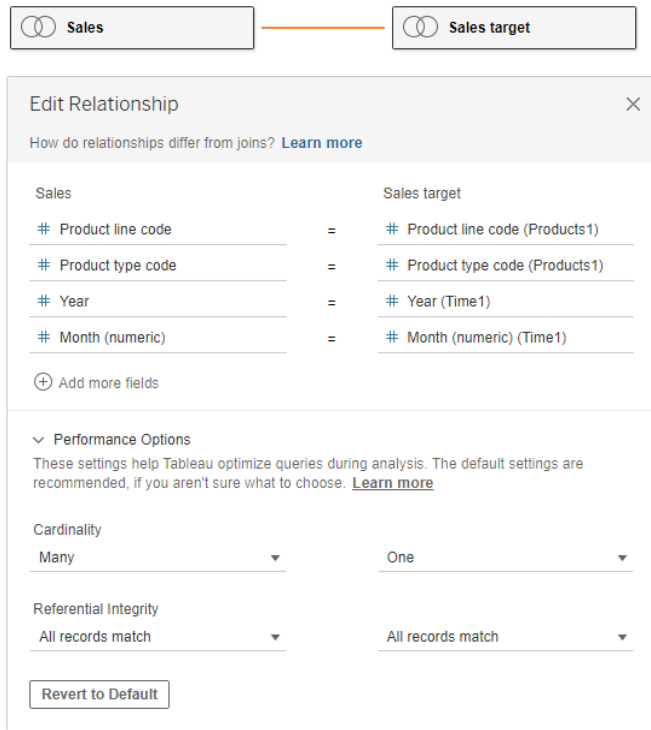 Sales Sales target
Edit Relationship
How do relationships differ from joins? Learn more
Sales Sales target
# Product line code = # Product line code (Products1)
# Product type code = # Product type code (Products1)
# Year = # Year (Time1)
# Month (numeric) = # Month (numeric) (Time1)
Add more fields
Performance Options
These settings help Tableau optimize queries during analysis. The default settings are
recommended, if you aren't sure what to choose. Learn more
Cardinality
Many One
Referential Integrity
All records match All records match
Revert to Default